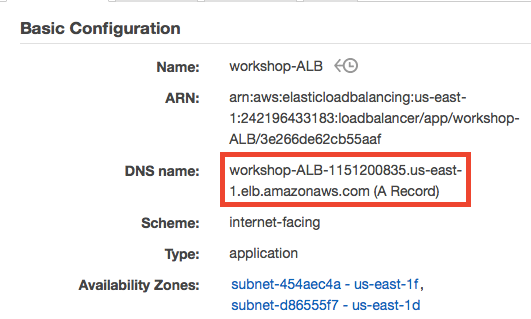 Basic Configuration
Name: workshop-ALB
ARN: arn:aws:elasticloadbalancing:us-east-
1:242196433183:loadbalancer/app/workshop-
ALB/3e266de62cb55aaf
DNS name: workshop-ALB-1151200835.us-east-
1.elb.amazonaws.com (A Record)
Scheme: internet-facing
Type: application
Availability Zones: subnet-454aec4a - us-east-1f,
subnet-d86555f7 - us-east-1d